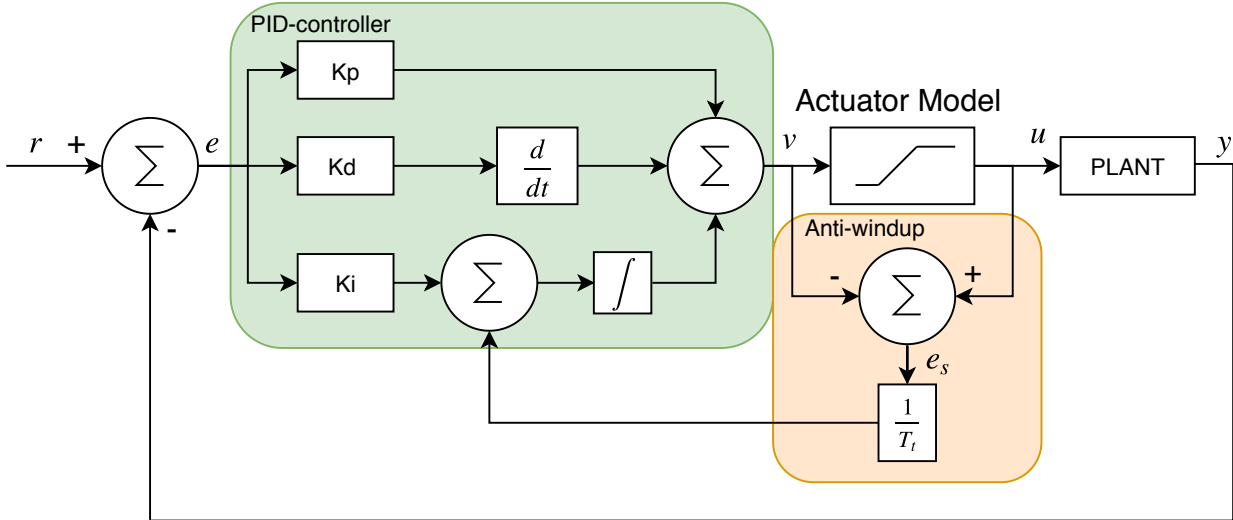 PID-controller
Kp
Actuator Model
r
+
∑
e
Kd
d
dt
∑
v
u
PLANT
y
-
Anti-windup
Ki
∑
∫
-
∑
+
e_s
1
T_t